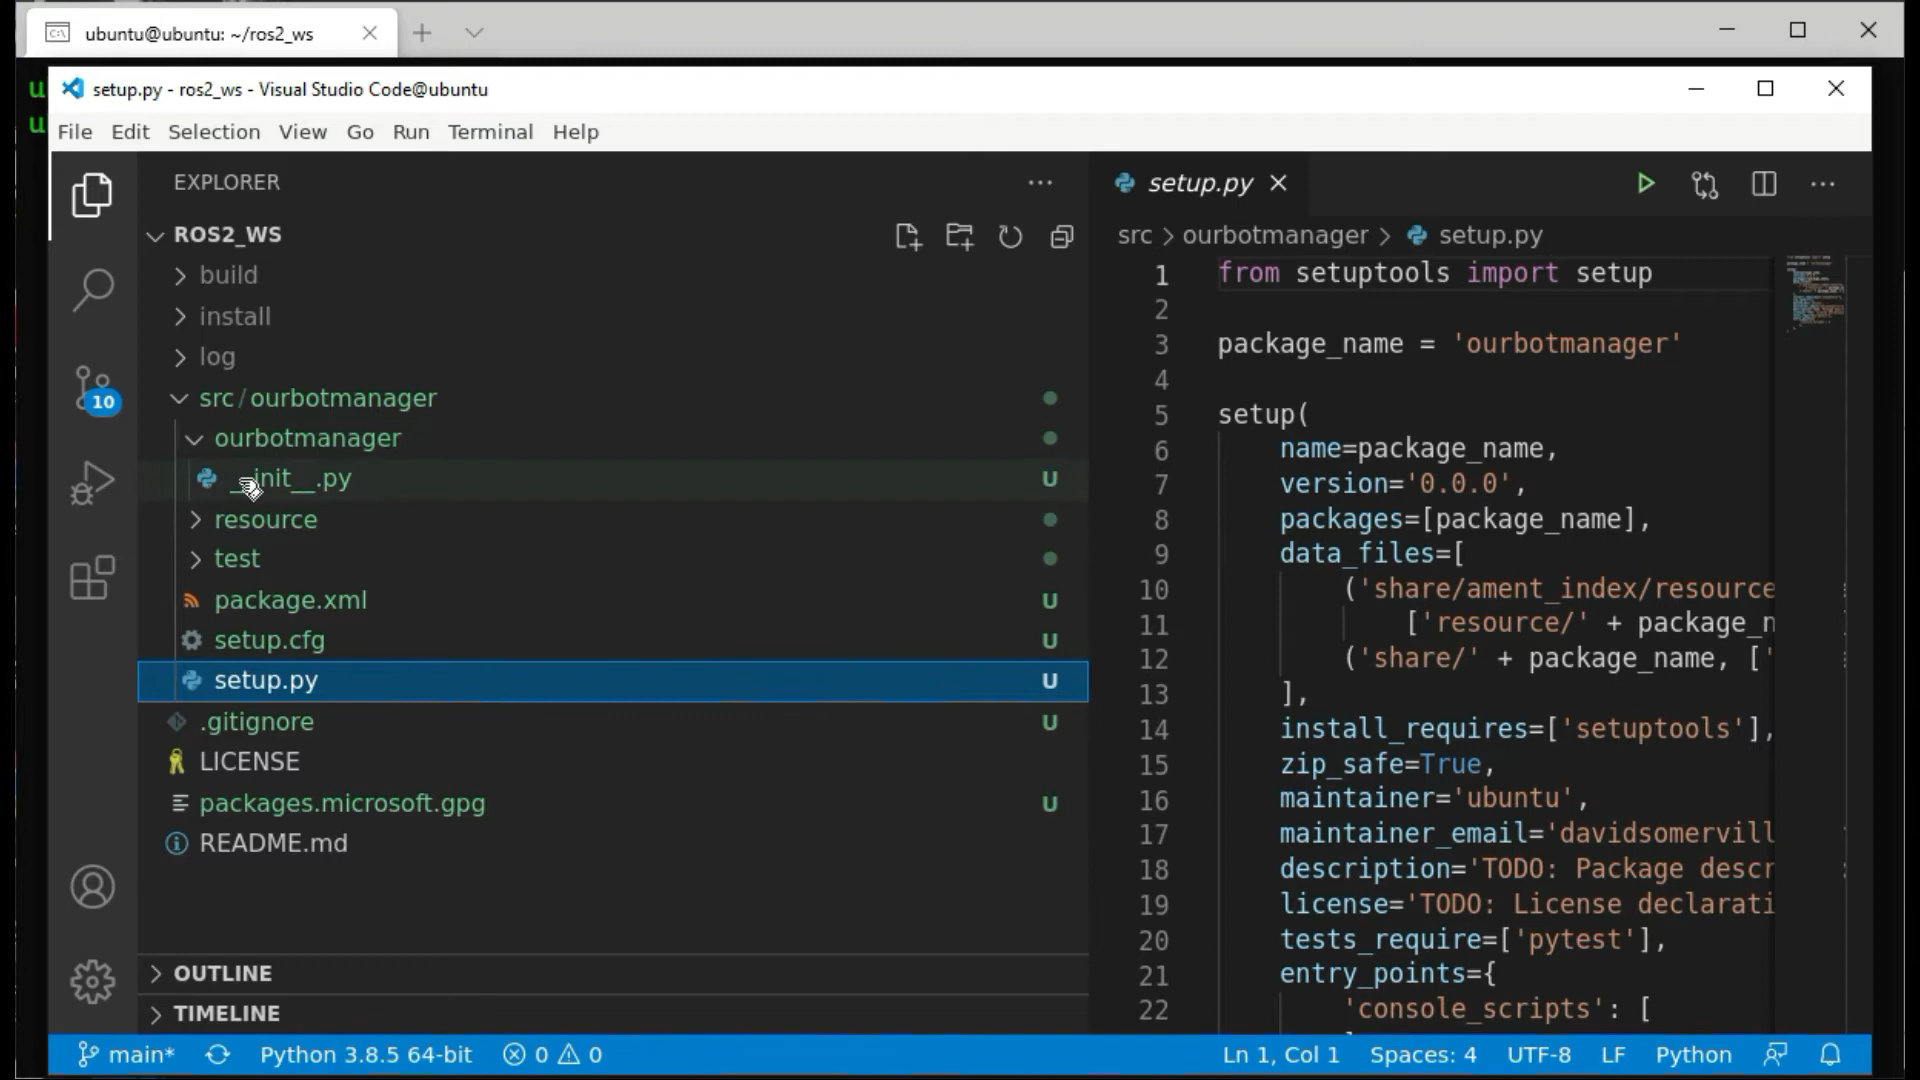 ubuntu@ubuntu: ~/ros2_ws
u
u
setup.py - ros2_ws - Visual Studio Code@ubuntu
File Edit Selection View Go Run Terminal Help
EXPLORER
ROS2_WS
build
install
log
src/ourbotmanager
ourbotmanager
__init__.py U
resource
test
package.xml U
setup.cfg U
setup.py U
.gitignore U
LICENSE
packages.microsoft.gpg U
README.md
OUTLINE
TIMELINE
10
setup.py
src > ourbotmanager > setup.py
1 from setuptools import setup
2
3 package_name = 'ourbotmanager'
4
5 setup(
6 name=package_name,
7 version='0.0.0',
8 packages=[package_name],
9 data_files=[
10 ('share/ament_index/resource
11 ['resource/' + package_n
12 ('share/' + package_name, ['
13 ],
14 install_requires=['setuptools'],
15 zip_safe=True,
16 maintainer='ubuntu',
17 maintainer_email='davidsomervill
18 description='TODO: Package descr
19 license='TODO: License declarati
20 tests_require=['pytest'],
21 entry_points={
22 'console_scripts': [
main* Python 3.8.5 64-bit 0 0 Ln 1, Col 1 Spaces: 4 UTF-8 LF Python